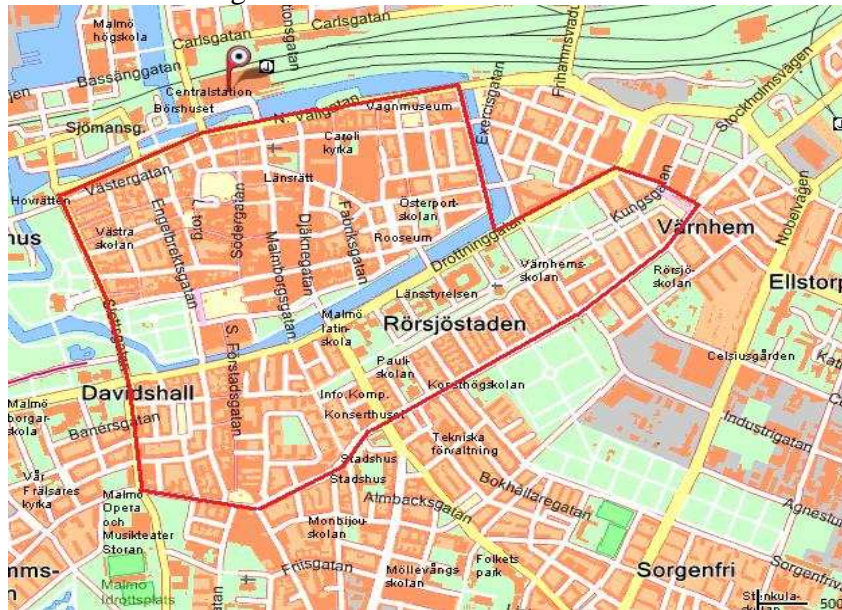 Malmö
högskola
Carlsgatan
Bassänggatan
Centralstation
Börshuset
Sjömansg.
N. Vallgatan
Vagnmuseum
Exercisgatan
Frihamnsviadu
Stockholmsvägen
Caroli
kyrka
Västergatan
Länsrätt
Hovrätten
Västra
skolan
Engelbrektsgatan
L torg
Södergatan
Djäknegatan
Malmborgsgatan
Fabriksgatan
Österport-
skolan
Rooseum
Drottninggatan
Kungsgatan
Värnhem
Nobelvägen
Värnhems-
skolan
Rörsjö-
skolan
Ellstorp
Länsstyrelsen
Rörsjöstaden
Malmö
latin-
skola
Slottsgatan
S. Förstadsgatan
Celsiusgården
Pauli-
skolan
Davidshall
Konsthögskolan
Info.Komp.
Konserthuset
Malmö
borgar-
skola
Banérsgatan
Tekniska
förvaltning
Industrigatan
Stadshus
Stadshus
Vår
Frälsares
kyrka
Malmö
Opera
och
Musikteater
Storan
Bokhållaregatan
Almbacksgatan
Monbijou-
skolan
Friisgatan
Möllevångs
skolan
Folkets
park
Sorgenfri
Malmö
Idrottsplats
500